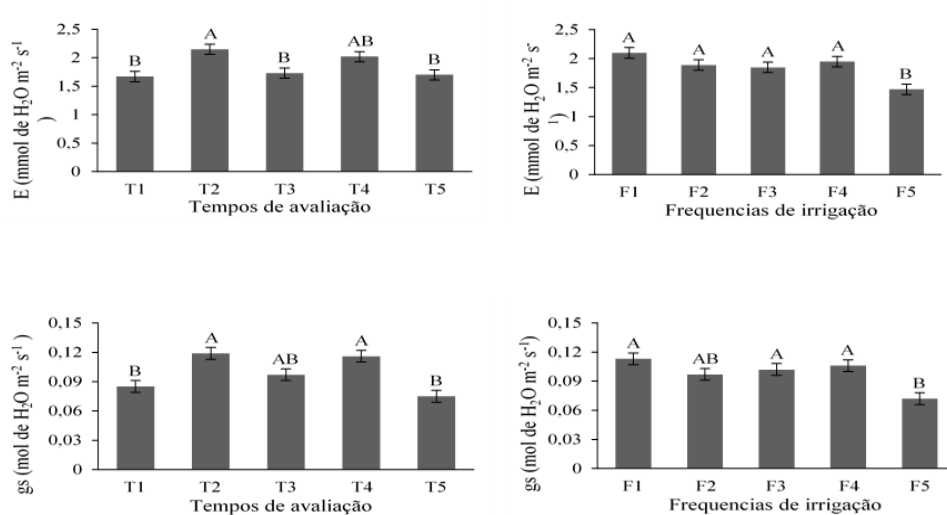 E (mmol de H₂O m⁻² s⁻¹
)
2,5
2
1,5
1
0,5
0
B
A
B
AB
B
T1 T2 T3 T4 T5
Tempos de avaliação
E (mmol de H₂O m⁻² s⁻
¹)
2,5
2
1,5
1
0,5
0
A
A
A
A
B
F1 F2 F3 F4 F5
Frequencias de irrigação
gs (mol de H₂O m⁻² s⁻¹ )
0,15
0,12
0,09
0,06
0,03
0
B
A
AB
A
B
T1 T2 T3 T4 T5
Tempos de avaliação
gs (mol de H₂O m⁻² s⁻¹)
0,15
0,12
0,09
0,06
0,03
0
A
AB
A
A
B
F1 F2 F3 F4 F5
Frequencias de irrigação